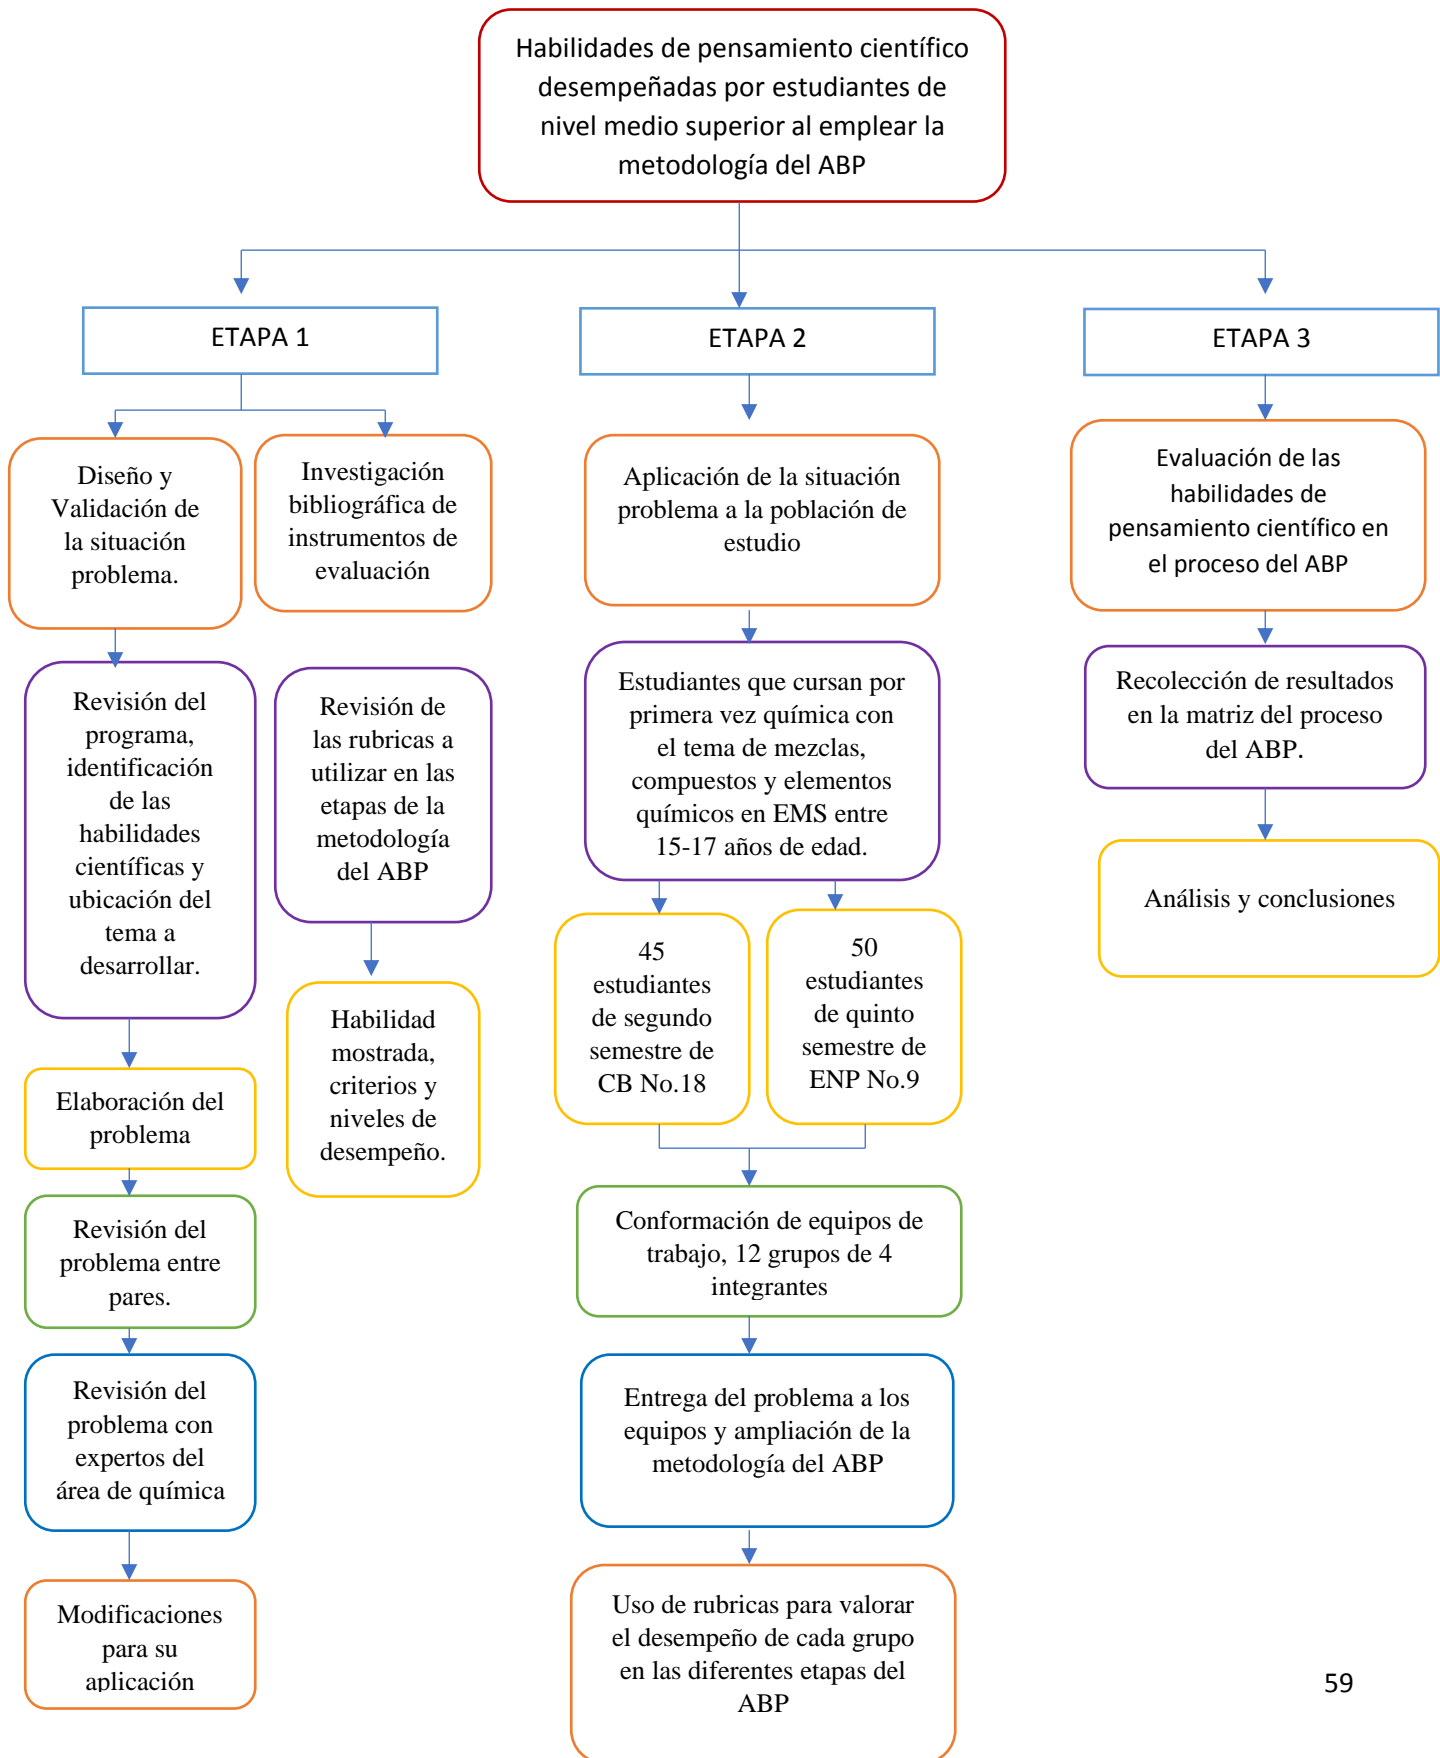 Habilidades de pensamiento científico
desempeñadas por estudiantes de
nivel medio superior al emplear la
metodología del ABP
ETAPA 1
ETAPA 2
ETAPA 3
Diseño y
Validación de
la situación
problema.
Investigación
bibliográfica de
instrumentos de
evaluación
Revisión del
programa,
identificación
de las
habilidades
científicas y
ubicación del
tema a
desarrollar.
Revisión de
las rubricas a
utilizar en las
etapas de la
metodología
del ABP
Elaboración del
problema
Habilidad
mostrada,
criterios y
niveles de
desempeño.
Revisión del
problema entre
pares.
Revisión del
problema con
expertos del
área de química
Modificaciones
para su
aplicación
Aplicación de la situación
problema a la población de
estudio
Estudiantes que cursan por
primera vez química con
el tema de mezclas,
compuestos y elementos
químicos en EMS entre
15-17 años de edad.
45
estudiantes
de segundo
semestre de
CB No.18
50
estudiantes
de quinto
semestre de
ENP No.9
Conformación de equipos de
trabajo, 12 grupos de 4
integrantes
Entrega del problema a los
equipos y ampliación de la
metodología del ABP
Uso de rubricas para valorar
el desempeño de cada grupo
en las diferentes etapas del
ABP
Evaluación de las
habilidades de
pensamiento científico en
el proceso del ABP
Recolección de resultados
en la matriz del proceso
del ABP.
Análisis y conclusiones
59